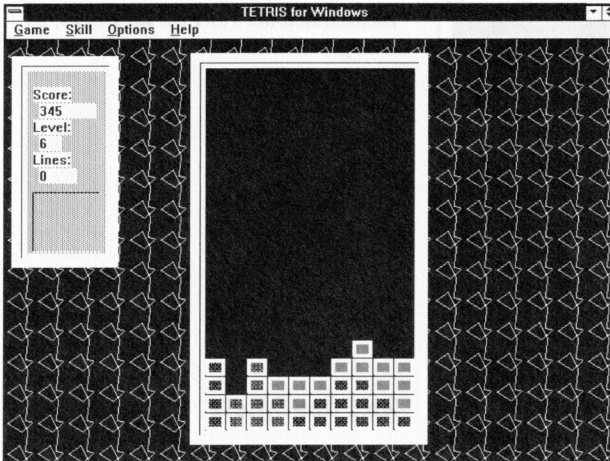 TETRIS for Windows
Game Skill Options Help
Score:
345
Level:
6
Lines:
0